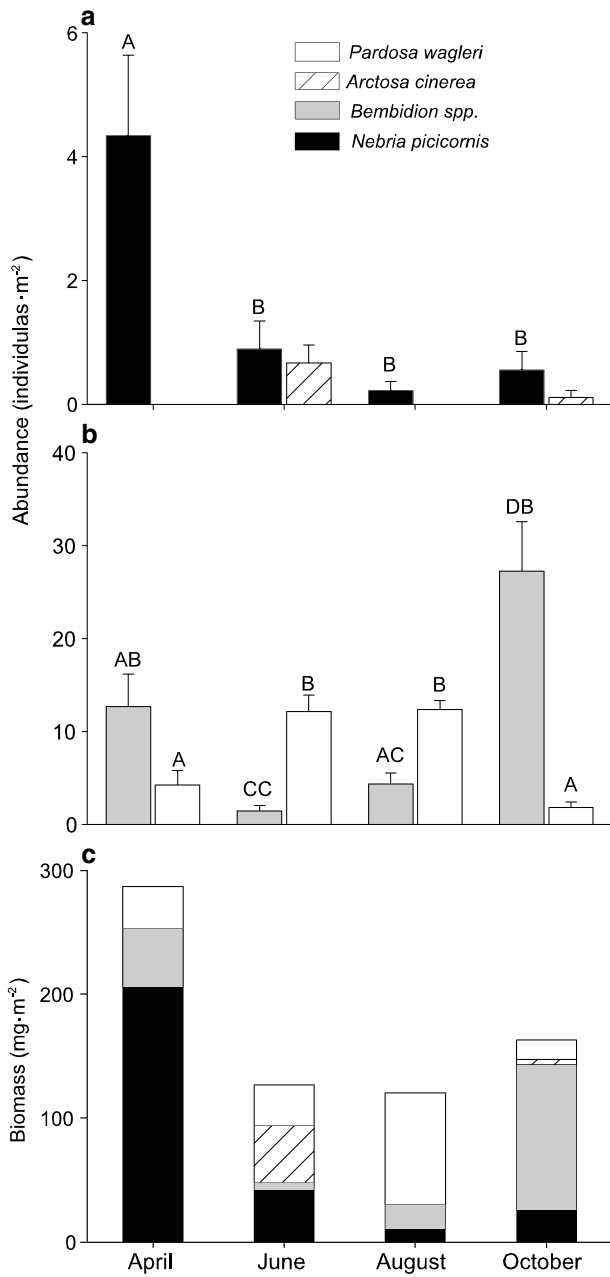 a
6
A
Pardosa wagleri
Arctosa cinerea
Bembidion spp.
Nebria picicornis
4
2
B
B
B
0
Abundance (individulas·m-2)
b
40
DB
30
20
AB
B
B
10
A
CC
AC
A
0
c
300
200
100
0
Biomass (mg·m-2)
April June August October